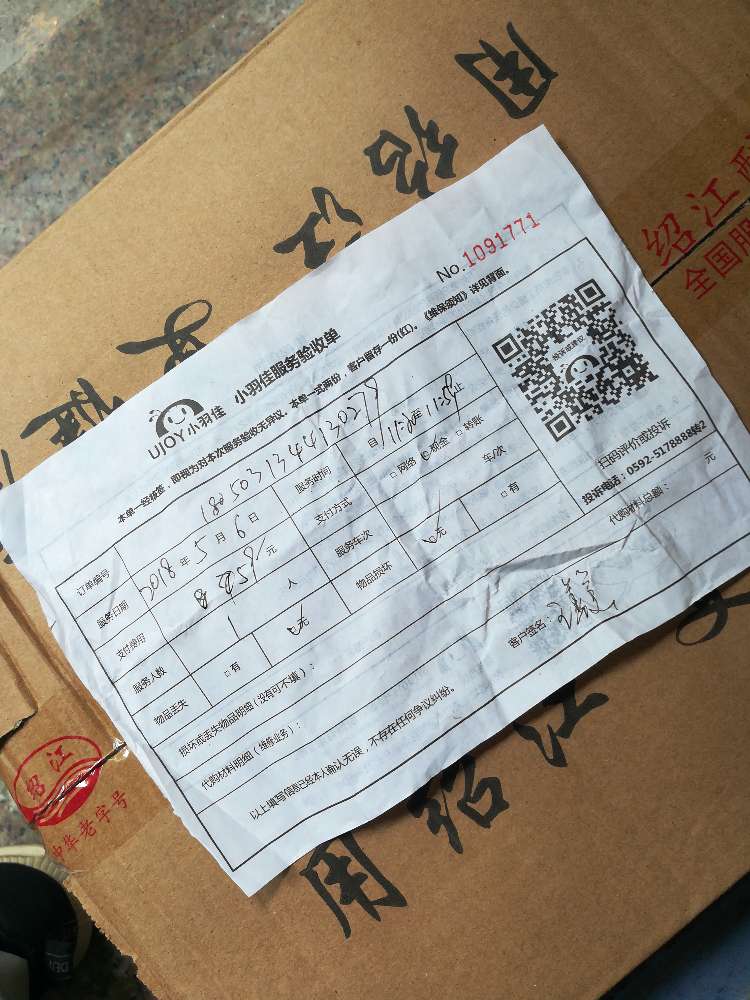 用绍江
绍江
全国服
No.1091771
UJOY小羽佳 小羽佳服务验收单
本单一经接签，即视为对本次服务验收无异议。本单一式两份，客户留存一份(红)。《维保须知》详见背面。
订单编号
服务日期 2018 年 5 月 6 日 服务时间
支付费用 元 支付方式 □ 网络 现金 □ 转账
服务人数 1 人 服务车次 车/次
物品丢失 □ 有 无 物品损坏 无 □ 有
损坏或丢失物品明细(没有可不填)：
代购材料明细(维修业务)： 代购材料总额： 元
以上填写信息已经本人确认无误，不存在任何争议纠纷。 客户签名：
扫码评价或投诉
投诉电话：0592-5178888转2
绍江
中华老字号
用绍江